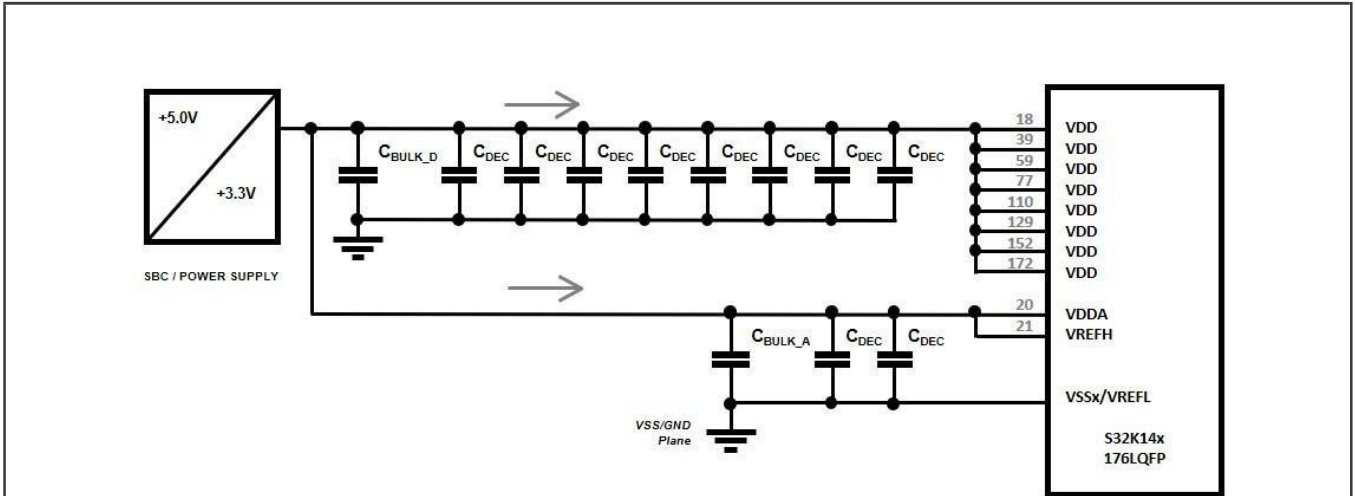 +5.0V
+3.3V
SBC / POWER SUPPLY
CBULK_D
CDEC
CDEC
CDEC
CDEC
CDEC
CDEC
CDEC
CDEC
18 VDD
39 VDD
59 VDD
77 VDD
110 VDD
129 VDD
152 VDD
172 VDD
20 VDDA
21 VREFH
CBULK_A
CDEC
CDEC
VSSx/VREFL
VSS/GND
Plane
S32K14x
176LQFP